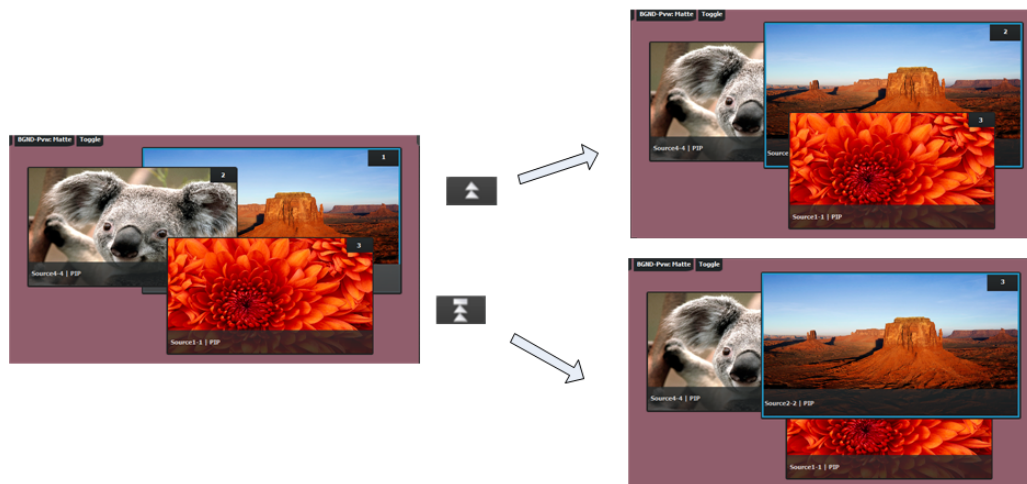 BGND-Pvw: Matte Toggle
1
2
3
Source4-4 | PIP
Source1-1 | PIP
BGND-Pvw: Matte Toggle
2
3
Source4-4 | PIP
Source
Source1-1 | PIP
BGND-Pvw: Matte Toggle
3
Source4-4 | PIP
Source2-2 | PIP
Source1-1 | PIP